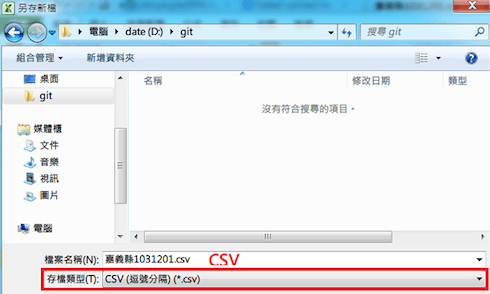 另存新檔
電腦 ▸ date (D:) ▸ git
搜尋 git
組合管理 ▾ 新增資料夾
名稱 修改日期 類型
桌面
git
沒有符合搜尋的項目。
媒體櫃
文件
音樂
視訊
圖片
電腦
檔案名稱(N): 嘉義縣1031201.csv CSV
存檔類型(T): CSV (逗號分隔) (*.csv)